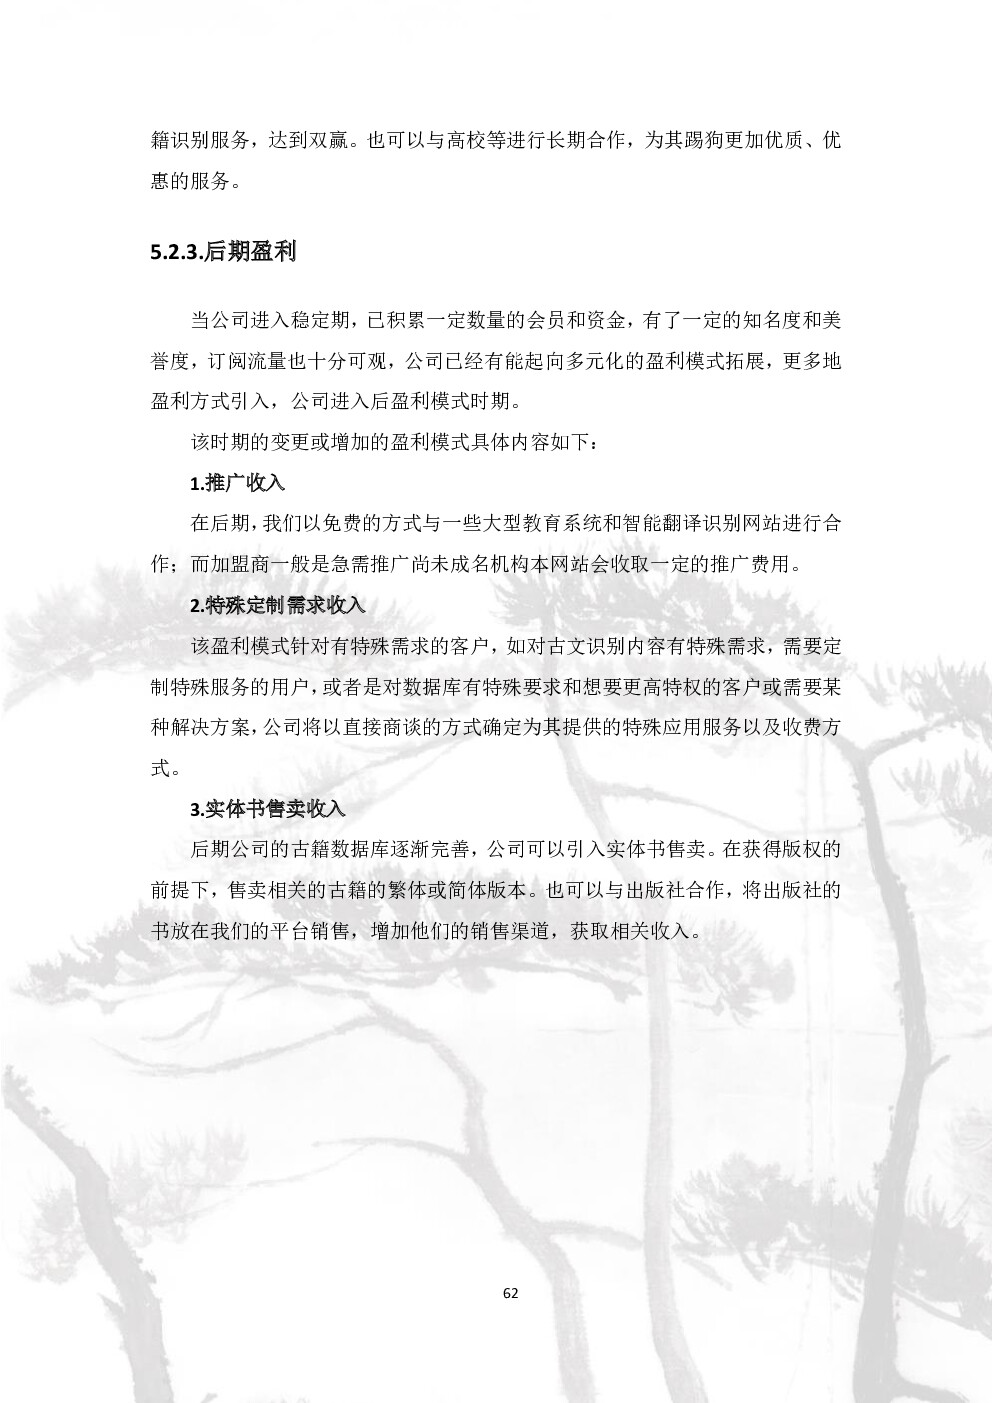 籍识别服务，达到双赢。也可以与高校等进行长期合作，为其踢狗更加优质、优
惠的服务。
5.2.3.后期盈利
当公司进入稳定期，已积累一定数量的会员和资金，有了一定的知名度和美
誉度，订阅流量也十分可观，公司已经有能起向多元化的盈利模式拓展，更多地
盈利方式引入，公司进入后盈利模式时期。
该时期的变更或增加的盈利模式具体内容如下：
1.推广收入
在后期，我们以免费的方式与一些大型教育系统和智能翻译识别网站进行合
作；而加盟商一般是急需推广尚未成名机构本网站会收取一定的推广费用。
2.特殊定制需求收入
该盈利模式针对有特殊需求的客户，如对古文识别内容有特殊需求，需要定
制特殊服务的用户，或者是对数据库有特殊要求和想要更高特权的客户或需要某
种解决方案，公司将以直接商谈的方式确定为其提供的特殊应用服务以及收费方
式。
3.实体书售卖收入
后期公司的古籍数据库逐渐完善，公司可以引入实体书售卖。在获得版权的
前提下，售卖相关的古籍的繁体或简体版本。也可以与出版社合作，将出版社的
书放在我们的平台销售，增加他们的销售渠道，获取相关收入。
62